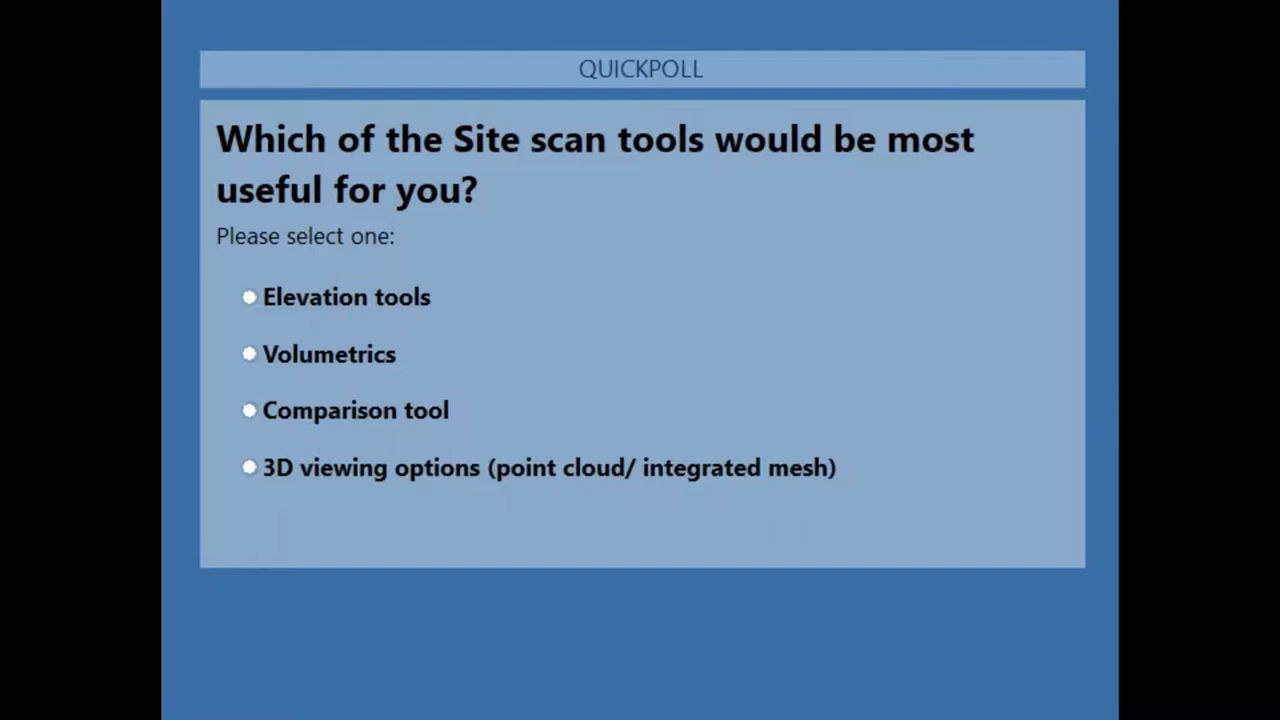 QUICKPOLL
Which of the Site scan tools would be most
useful for you?
Please select one:
Elevation tools
Volumetrics
Comparison tool
3D viewing options (point cloud/ integrated mesh)